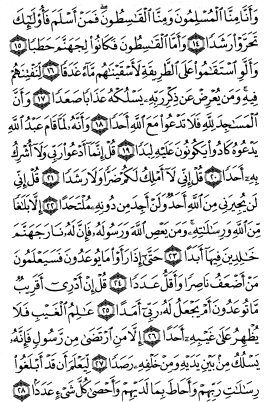 وَأَنَّا مِنَّا ٱلْمُسْلِمُونَ وَمِنَّا ٱلْقَٰسِطُونَ ۖ فَمَنْ أَسْلَمَ فَأُو۟لَٰٓئِكَ
تَحَرَّوْا۟ رَشَدًا ١٤ وَأَمَّا ٱلْقَٰسِطُونَ فَكَانُوا۟ لِجَهَنَّمَ حَطَبًا ١٥
وَأَلَّوِ ٱسْتَقَٰمُوا۟ عَلَى ٱلطَّرِيقَةِ لَأَسْقَيْنَٰهُم مَّآءً غَدَقًا ١٦ لِّنَفْتِنَهُمْ
فِيهِ ۚ وَمَن يُعْرِضْ عَن ذِكْرِ رَبِّهِۦ يَسْلُكْهُ عَذَابًا صَعَدًا ١٧ وَأَنَّ
ٱلْمَسَٰجِدَ لِلَّهِ فَلَا تَدْعُوا۟ مَعَ ٱللَّهِ أَحَدًا ١٨ وَأَنَّهُۥ لَمَّا قَامَ عَبْدُ ٱللَّهِ
يَدْعُوهُ كَادُوا۟ يَكُونُونَ عَلَيْهِ لِبَدًا ١٩ قُلْ إِنَّمَآ أَدْعُوا۟ رَبِّى وَلَآ أُشْرِكُ
بِهِۦٓ أَحَدًا ٢٠ قُلْ إِنِّى لَآ أَمْلِكُ لَكُمْ ضَرًّا وَلَا رَشَدًا ٢١ قُلْ إِنِّى
لَن يُجِيرَنِى مِنَ ٱللَّهِ أَحَدٌ وَلَنْ أَجِدَ مِن دُونِهِۦ مُلْتَحَدًا ٢٢ إِلَّا بَلَٰغًا
مِّنَ ٱللَّهِ وَرِسَٰلَٰتِهِۦ ۚ وَمَن يَعْصِ ٱللَّهَ وَرَسُولَهُۥ فَإِنَّ لَهُۥ نَارَ جَهَنَّمَ
خَٰلِدِينَ فِيهَآ أَبَدًا ٢٣ حَتَّىٰٓ إِذَا رَأَوْا۟ مَا يُوعَدُونَ فَسَيَعْلَمُونَ
مَنْ أَضْعَفُ نَاصِرًا وَأَقَلُّ عَدَدًا ٢٤ قُلْ إِنْ أَدْرِىٓ أَقَرِيبٌ
مَّا تُوعَدُونَ أَمْ يَجْعَلُ لَهُۥ رَبِّىٓ أَمَدًا ٢٥ عَٰلِمُ ٱلْغَيْبِ فَلَا
يُظْهِرُ عَلَىٰ غَيْبِهِۦٓ أَحَدًا ٢٦ إِلَّا مَنِ ٱرْتَضَىٰ مِن رَّسُولٍ فَإِنَّهُۥ
يَسْلُكُ مِنۢ بَيْنِ يَدَيْهِ وَمِنْ خَلْفِهِۦ رَصَدًا ٢٧ لِّيَعْلَمَ أَن قَدْ أَبْلَغُوا۟
رِسَٰلَٰتِ رَبِّهِمْ وَأَحَاطَ بِمَا لَدَيْهِمْ وَأَحْصَىٰ كُلَّ شَىْءٍ عَدَدًۢا ٢٨